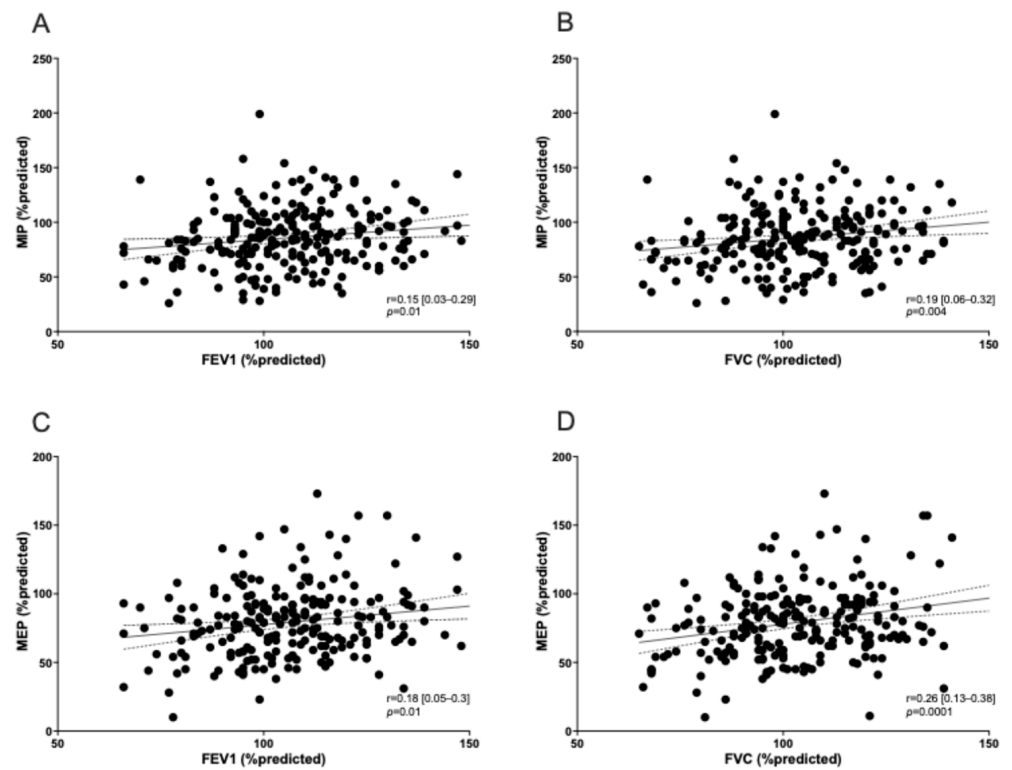 A
B
250
200
150
100
50
0
MIP (%predicted)
r=0.15 [0.03–0.29]
p=0.01
50
100
150
FEV1 (%predicted)
250
200
150
100
50
0
MIP (%predicted)
r=0.19 [0.06–0.32]
p=0.004
50
100
150
FVC (%predicted)
C
D
200
150
100
50
0
MEP (%predicted)
r=0.18 [0.05–0.3]
p=0.01
50
100
150
FEV1 (%predicted)
200
150
100
50
0
MEP (%predicted)
r=0.26 [0.13–0.38]
p=0.0001
50
100
150
FVC (%predicted)